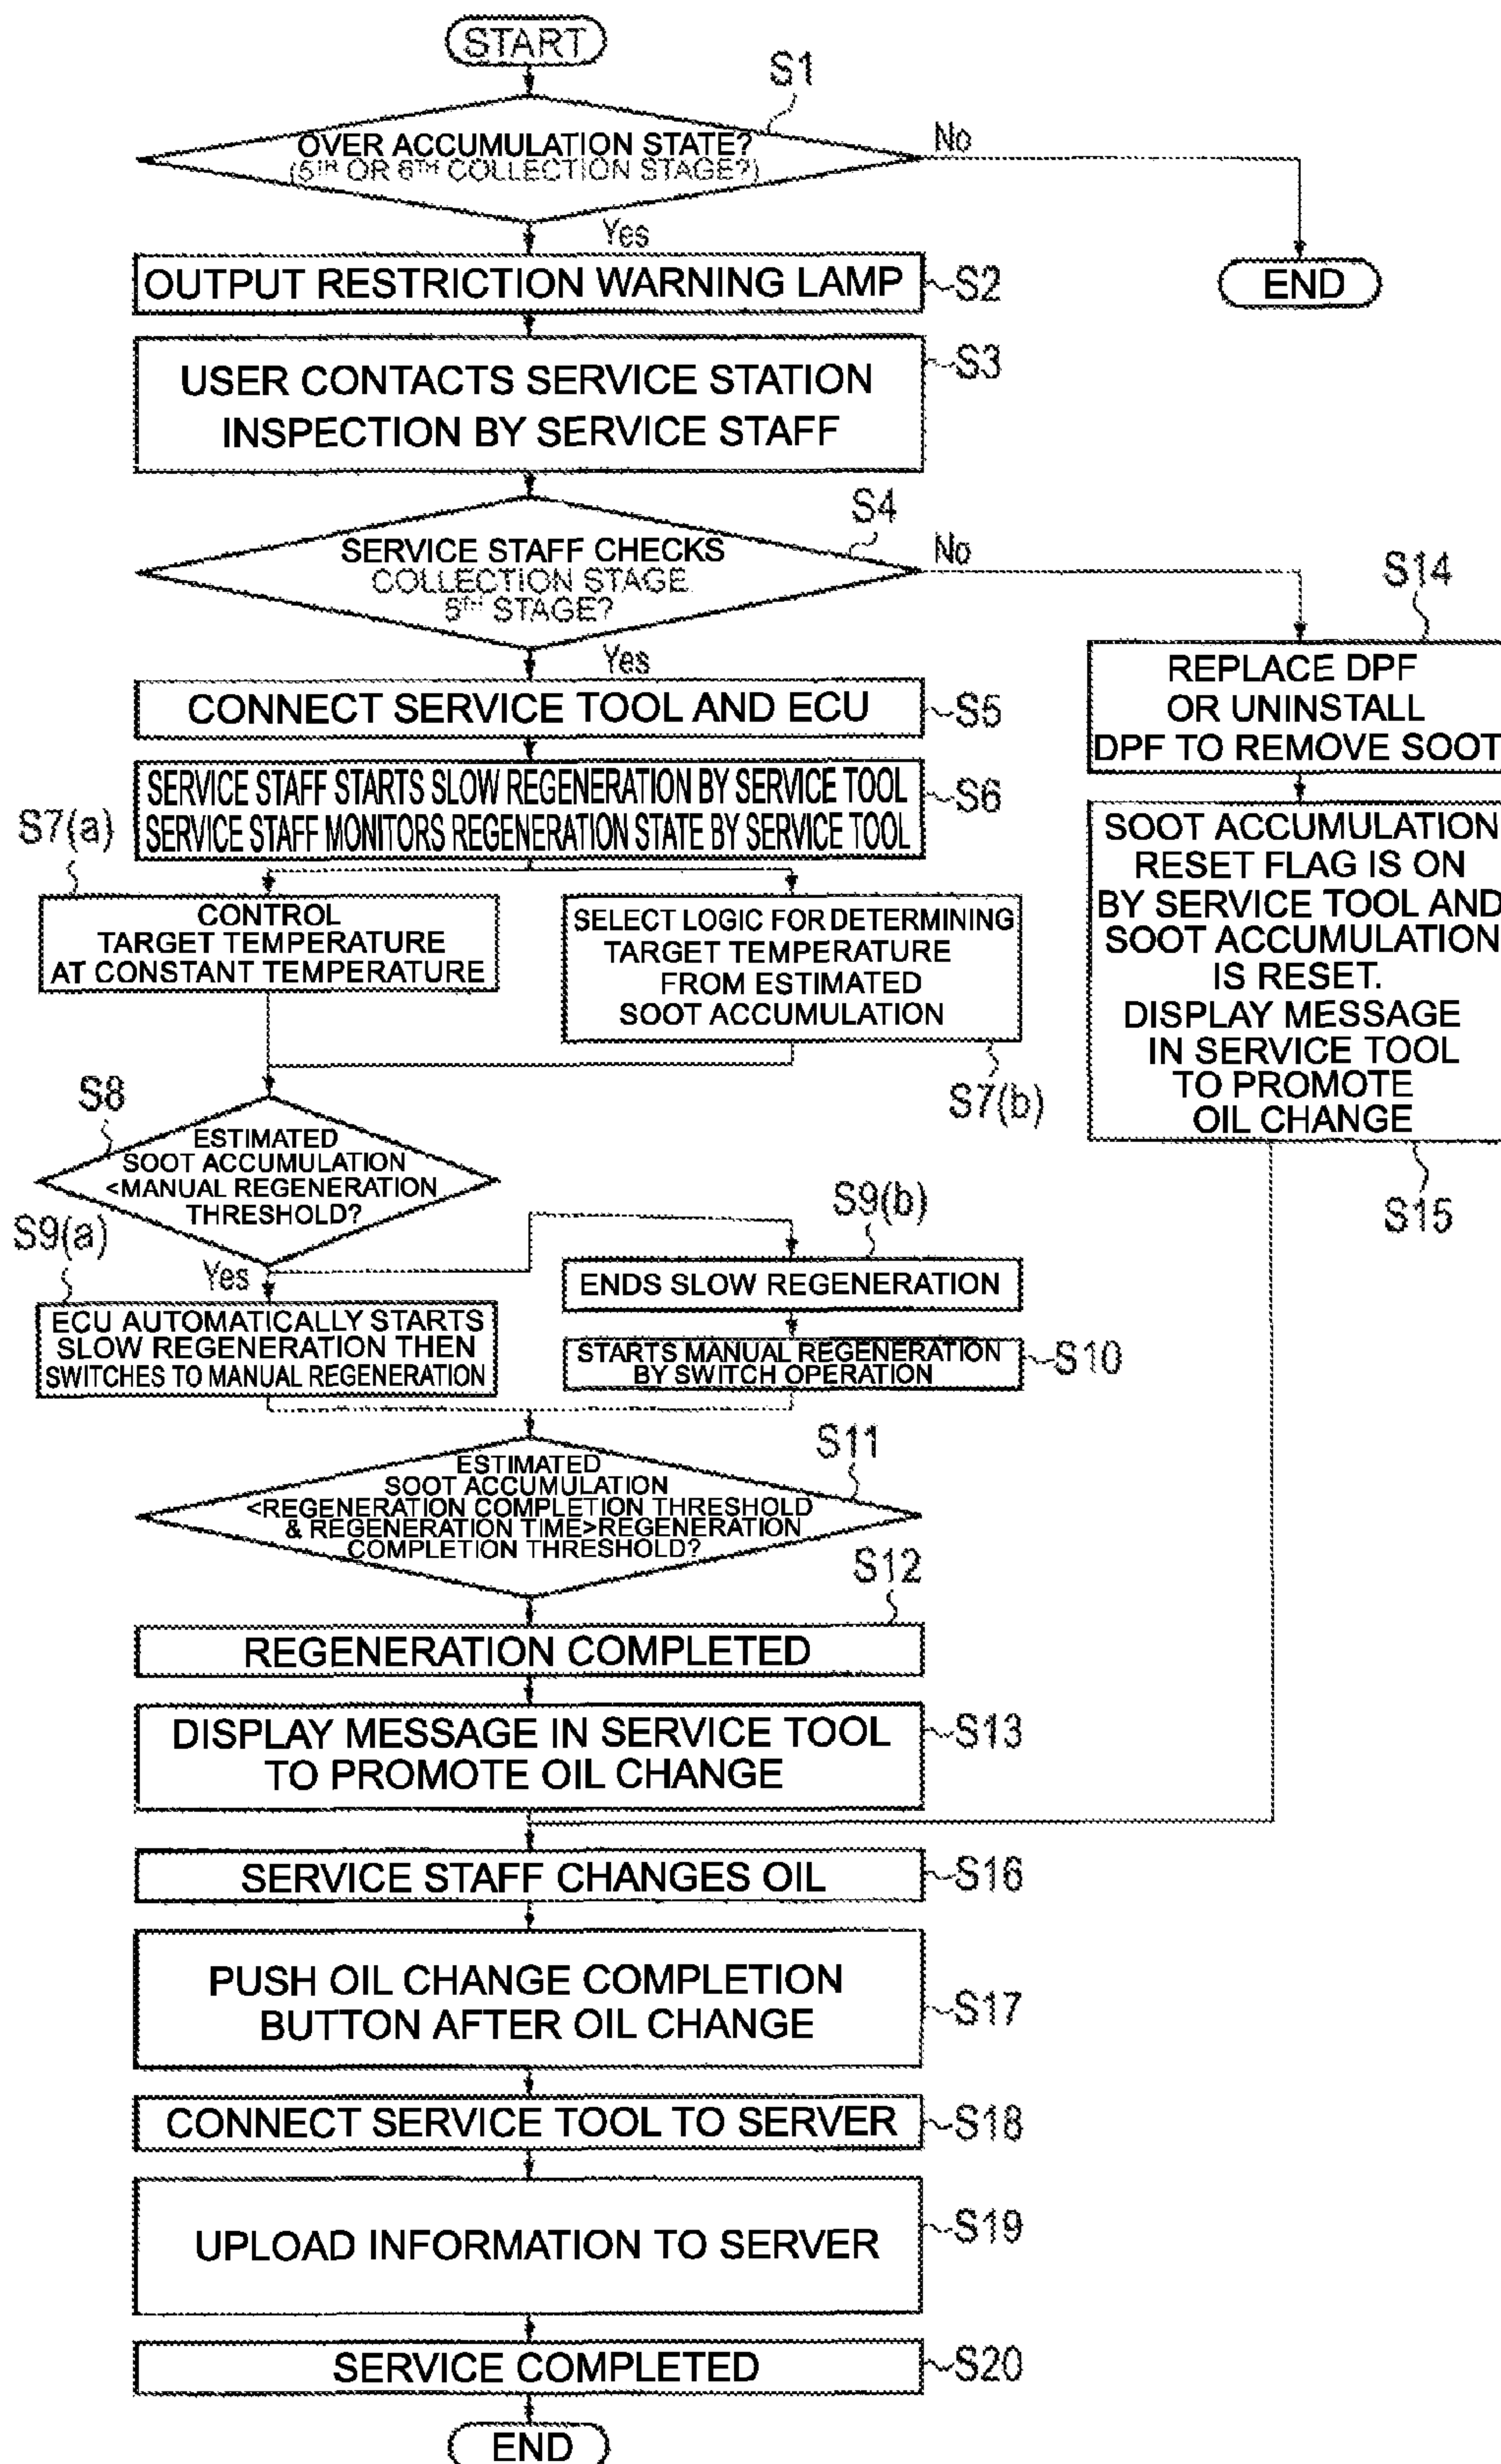 START
S1
OVER ACCUMULATION STATE?
(5TH OR 6TH COLLECTION STAGE?)
No
Yes
OUTPUT RESTRICTION WARNING LAMP
S2
END
USER CONTACTS SERVICE STATION
INSPECTION BY SERVICE STAFF
S3
S4
SERVICE STAFF CHECKS
COLLECTION STAGE
5TH STAGE?
No
Yes
S14
REPLACE DPF
OR UNINSTALL
DPF TO REMOVE SOOT
CONNECT SERVICE TOOL AND ECU
S5
SERVICE STAFF STARTS SLOW REGENERATION BY SERVICE TOOL
SERVICE STAFF MONITORS REGENERATION STATE BY SERVICE TOOL
S6
SOOT ACCUMULATION
RESET FLAG IS ON
BY SERVICE TOOL AND
SOOT ACCUMULATION
IS RESET.
DISPLAY MESSAGE
IN SERVICE TOOL
TO PROMOTE
OIL CHANGE
S15
S7(a)
CONTROL
TARGET TEMPERATURE
AT CONSTANT TEMPERATURE
SELECT LOGIC FOR DETERMINING
TARGET TEMPERATURE
FROM ESTIMATED
SOOT ACCUMULATION
S7(b)
S8
ESTIMATED
SOOT ACCUMULATION
<MANUAL REGENERATION
THRESHOLD?
S9(a)
Yes
S9(b)
ENDS SLOW REGENERATION
ECU AUTOMATICALLY STARTS
SLOW REGENERATION THEN
SWITCHES TO MANUAL REGENERATION
STARTS MANUAL REGENERATION
BY SWITCH OPERATION
S10
S11
ESTIMATED
SOOT ACCUMULATION
<REGENERATION COMPLETION THRESHOLD
& REGENERATION TIME>REGENERATION
COMPLETION THRESHOLD?
S12
REGENERATION COMPLETED
DISPLAY MESSAGE IN SERVICE TOOL
TO PROMOTE OIL CHANGE
S13
SERVICE STAFF CHANGES OIL
S16
PUSH OIL CHANGE COMPLETION
BUTTON AFTER OIL CHANGE
S17
CONNECT SERVICE TOOL TO SERVER
S18
UPLOAD INFORMATION TO SERVER
S19
SERVICE COMPLETED
S20
END